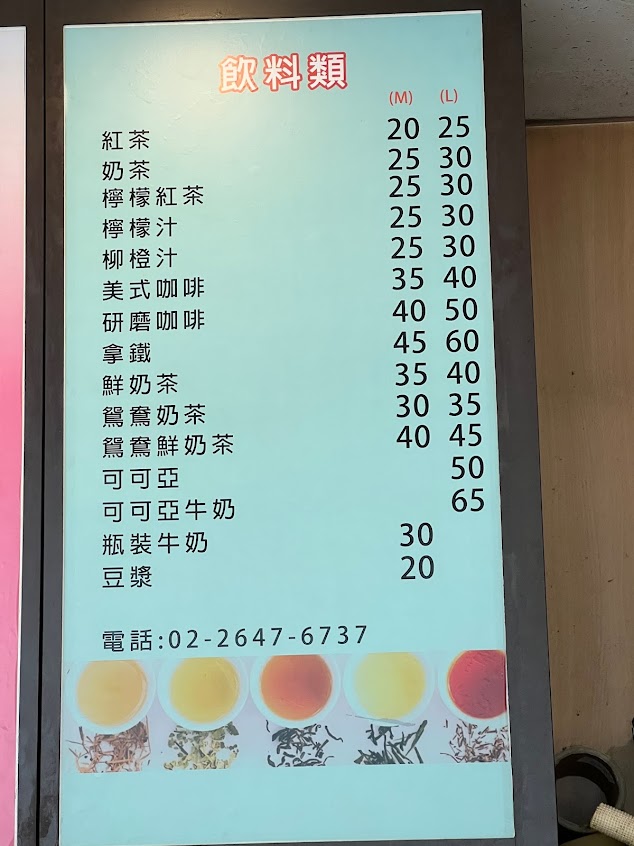 飲料類
(M) (L)
紅茶 20 25
奶茶 25 30
檸檬紅茶 25 30
檸檬汁 25 30
柳橙汁 25 30
美式咖啡 35 40
研磨咖啡 40 50
拿鐵 45 60
鮮奶茶 35 40
鴛鴦奶茶 30 35
鴛鴦鮮奶茶 40 45
可可亞 50
可可亞牛奶 65
瓶裝牛奶 30
豆漿 20
電話:02-2647-6737